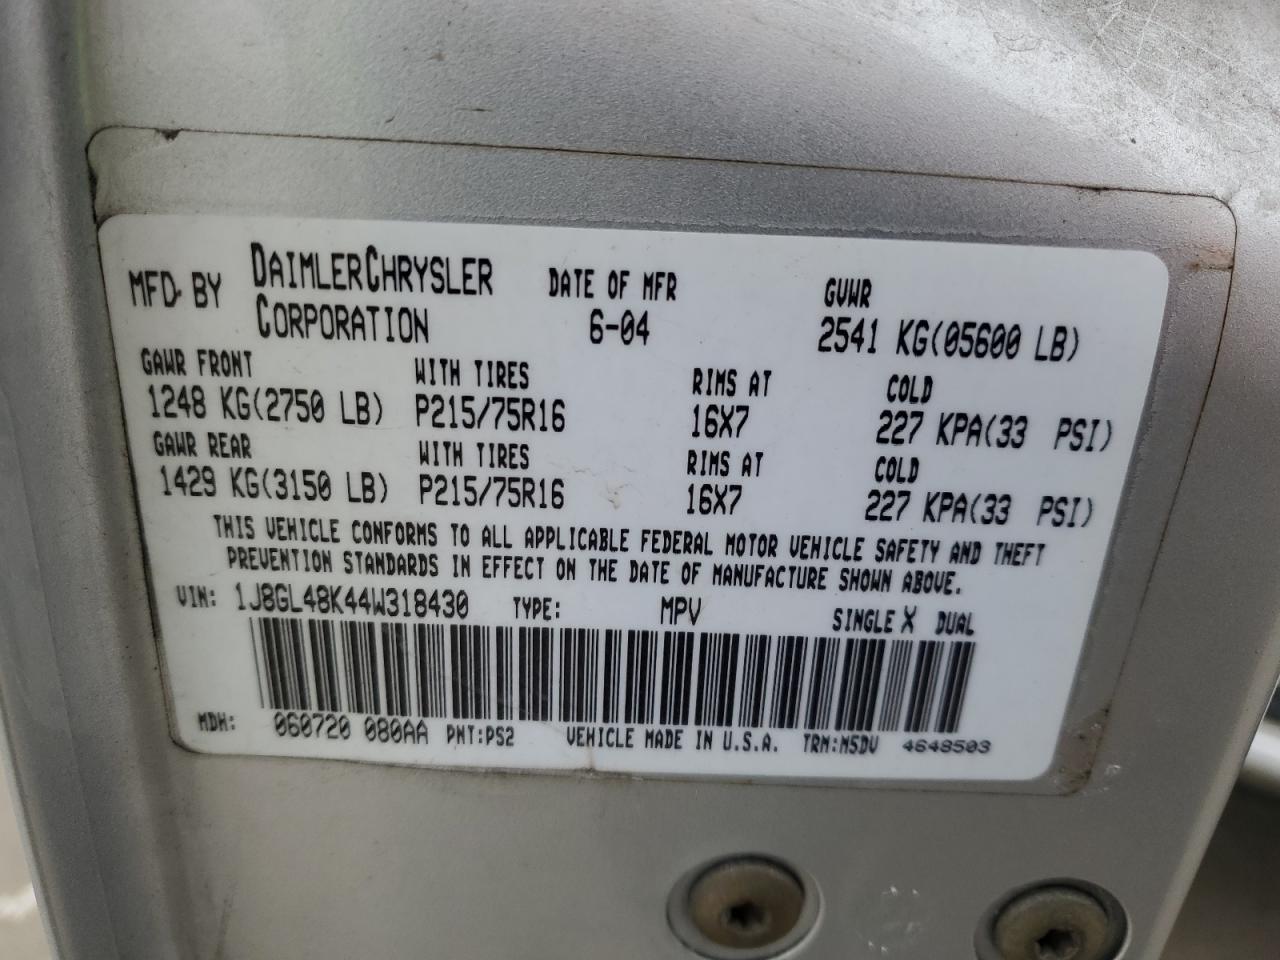 MFD BY DAIMLERCHRYSLER CORPORATION DATE OF MFR 6-04 GVWR 2541 KG(05600 LB)
GAWR FRONT WITH TIRES RIMS AT COLD
1248 KG(2750 LB) P215/75R16 16X7 227 KPA(33 PSI)
GAWR REAR WITH TIRES RIMS AT COLD
1429 KG(3150 LB) P215/75R16 16X7 227 KPA(33 PSI)
THIS VEHICLE CONFORMS TO ALL APPLICABLE FEDERAL MOTOR VEHICLE SAFETY AND THEFT
PREVENTION STANDARDS IN EFFECT ON THE DATE OF MANUFACTURE SHOWN ABOVE.
VIN: 1J8GL48K44W318430 TYPE: MPV SINGLE X DUAL
MDH: 060720 080AA PNT:PS2 VEHICLE MADE IN U.S.A. TRM:M5DV 4648503